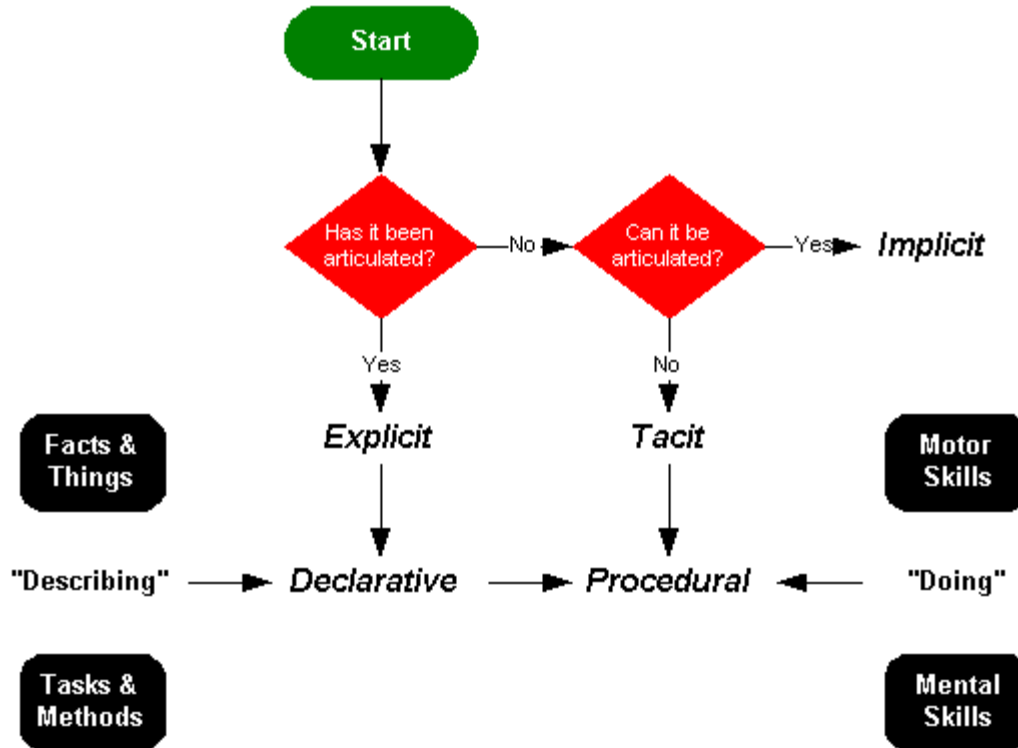 Start
Has it been
articulated?
No
Can it be
articulated?
Yes
Implicit
Yes
No
Facts &
Things
Explicit
Tacit
Motor
Skills
"Describing"
Declarative
Procedural
"Doing"
Tasks &
Methods
Mental
Skills